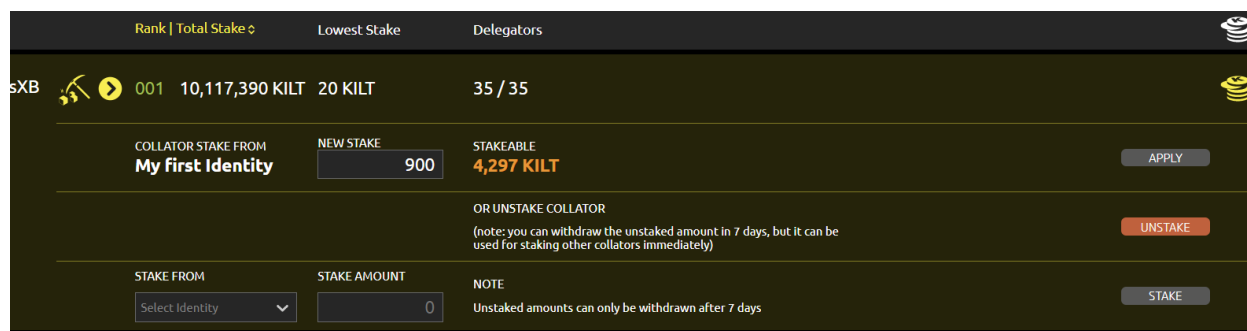 Rank | Total Stake Lowest Stake Delegators
sXB 001 10,117,390 KILT 20 KILT 35 / 35
COLLATOR STAKE FROM NEW STAKE STAKEABLE
My first Identity 900 4,297 KILT APPLY
OR UNSTAKE COLLATOR
(note: you can withdraw the unstaked amount in 7 days, but it can be
used for staking other collators immediately)
UNSTAKE
STAKE FROM STAKE AMOUNT NOTE
Select Identity 0 Unstaked amounts can only be withdrawn after 7 days STAKE